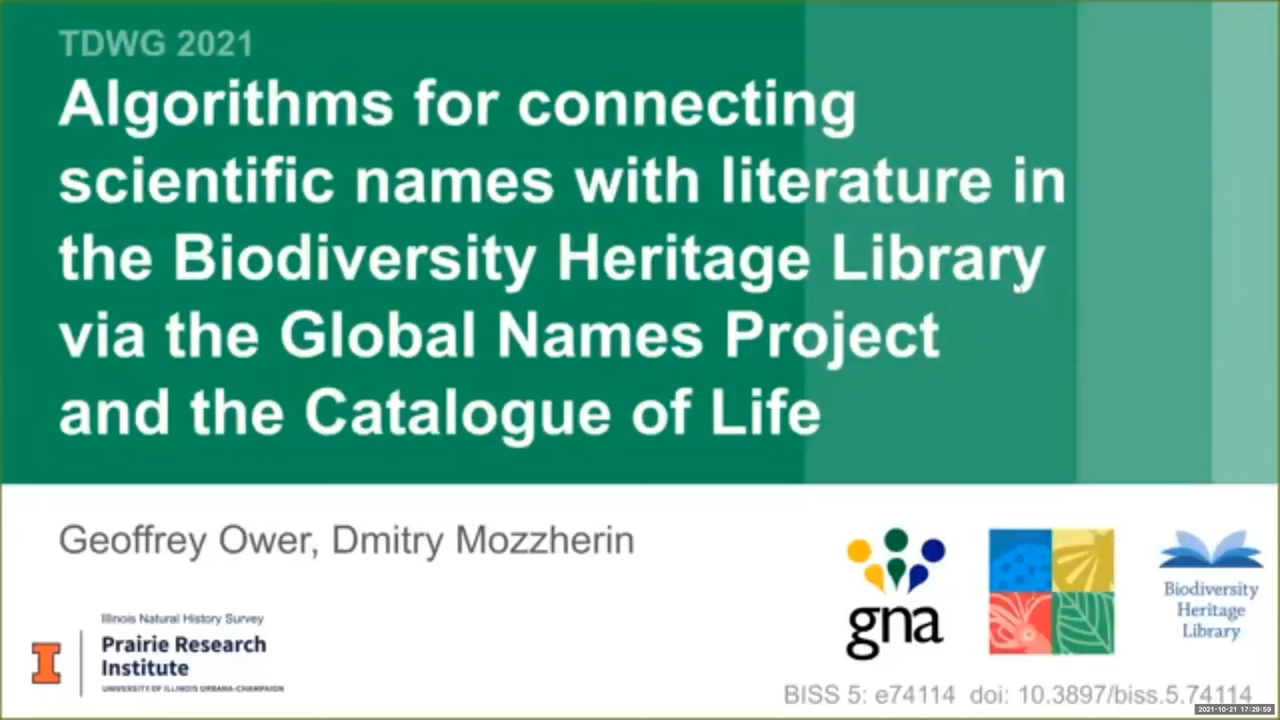 TDWG 2021
Algorithms for connecting
scientific names with literature in
the Biodiversity Heritage Library
via the Global Names Project
and the Catalogue of Life
Geoffrey Ower, Dmitry Mozzherin
gna
Biodiversity
Heritage
Library
Illinois Natural History Survey
I
Prairie Research
Institute
UNIVERSITY OF ILLINOIS URBANA-CHAMPAIGN
BISS 5: e74114 doi: 10.3897/biss.5.74114
2021-10-21 17:29:59